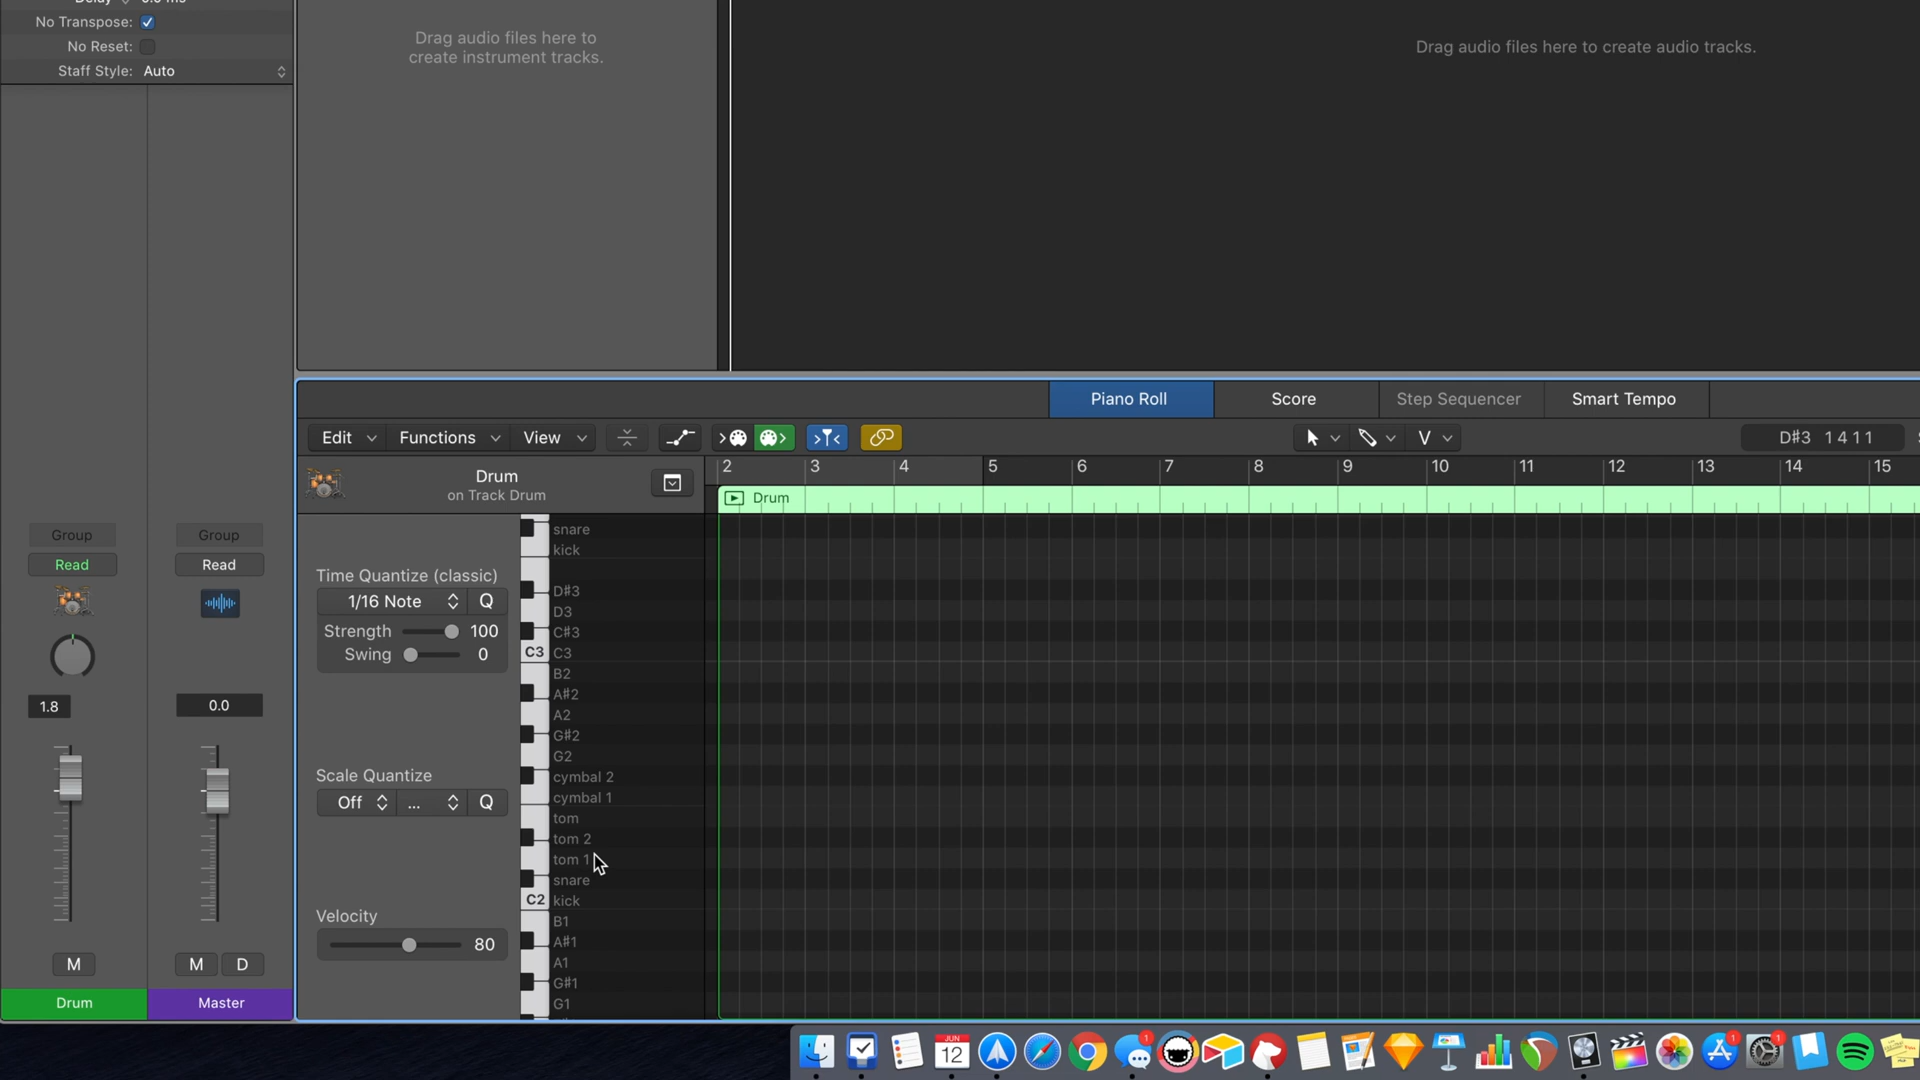 No Transpose:
No Reset:
Staff Style: Auto
Drag audio files here to
create instrument tracks.
Drag audio files here to create audio tracks.
Piano Roll
Score
Step Sequencer
Smart Tempo
Edit
Functions
View
V
D#3 1 4 1 1
Drum
on Track Drum
2 3 4 5 6 7 8 9 10 11 12 13 14 15
Drum
Group
Group
Read
Read
1.8
0.0
M
M D
Drum
Master
Time Quantize (classic)
1/16 Note
Q
Strength 100
Swing 0
Scale Quantize
Off
...
Q
Velocity
80
snare
kick
D#3
D3
C#3
C3 C3
B2
A#2
A2
G#2
G2
cymbal 2
cymbal 1
tom
tom 2
tom 1
snare
C2 kick
B1
A#1
A1
G#1
G1
JUN
12
1
1
1